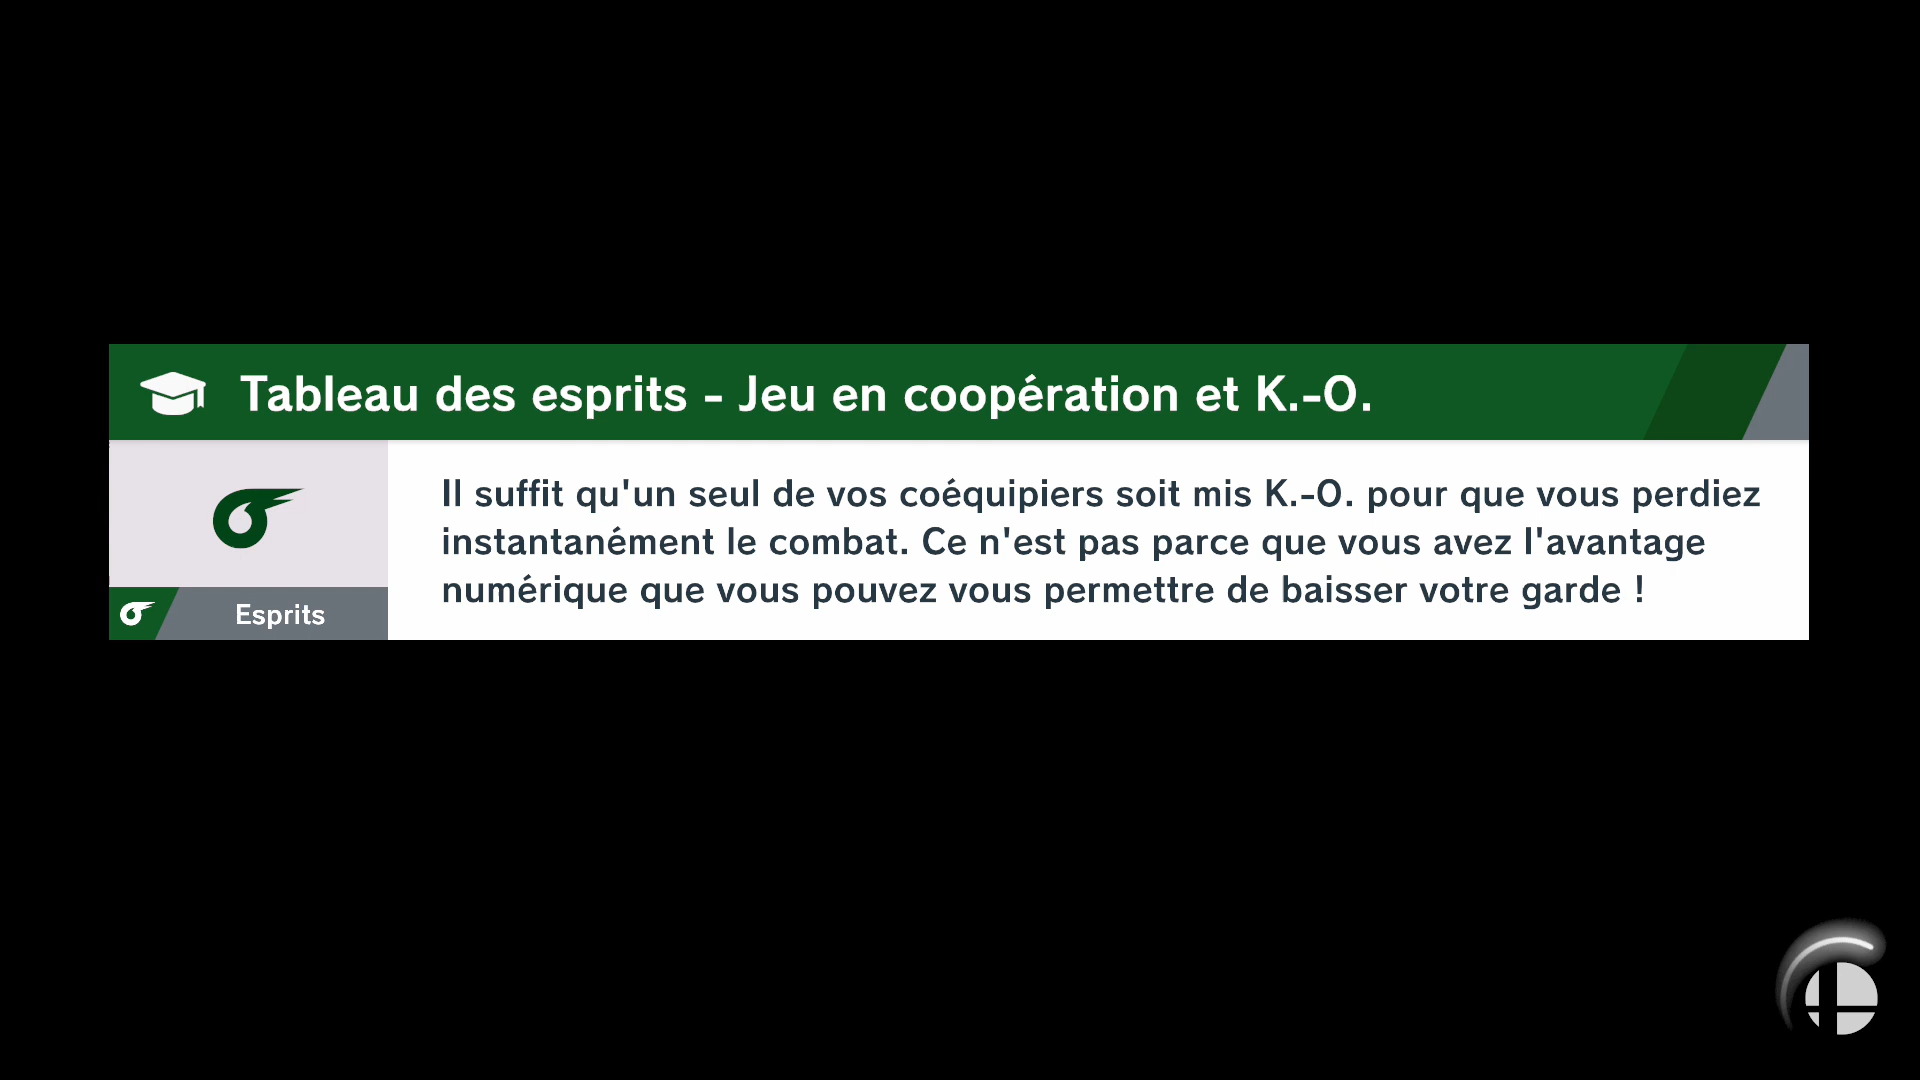 Tableau des esprits - Jeu en coopération et K.-O.
Il suffit qu'un seul de vos coéquipiers soit mis K.-O. pour que vous perdiez
instantanément le combat. Ce n'est pas parce que vous avez l'avantage
numérique que vous pouvez vous permettre de baisser votre garde !
Esprits